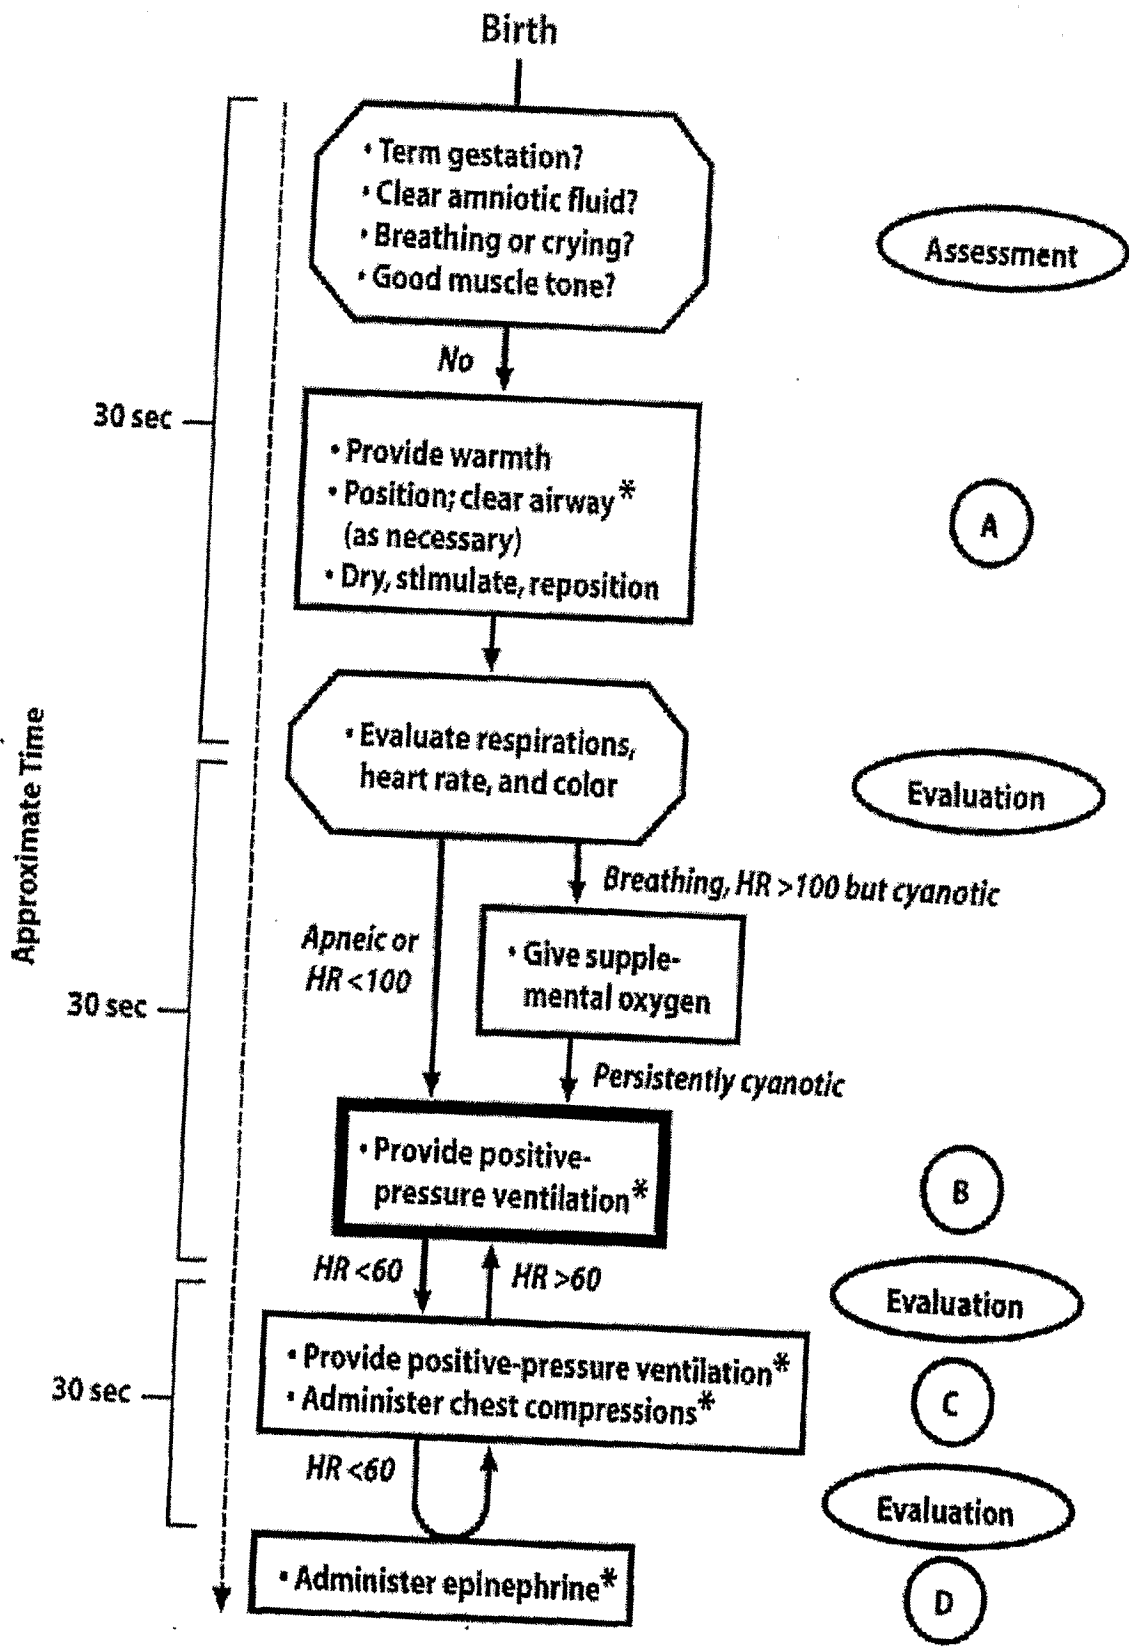 Birth
• Term gestation?
• Clear amniotic fluid?
• Breathing or crying?
• Good muscle tone?
Assessment
No
30 sec
• Provide warmth
• Position; clear airway*
(as necessary)
• Dry, stimulate, reposition
A
Approximate Time
• Evaluate respirations,
heart rate, and color
Evaluation
Breathing, HR >100 but cyanotic
Apneic or
HR <100
• Give supple-
mental oxygen
30 sec
Persistently cyanotic
• Provide positive-
pressure ventilation*
B
HR <60
HR >60
Evaluation
• Provide positive-pressure ventilation*
• Administer chest compressions*
30 sec
C
HR <60
Evaluation
• Administer epinephrine*
D